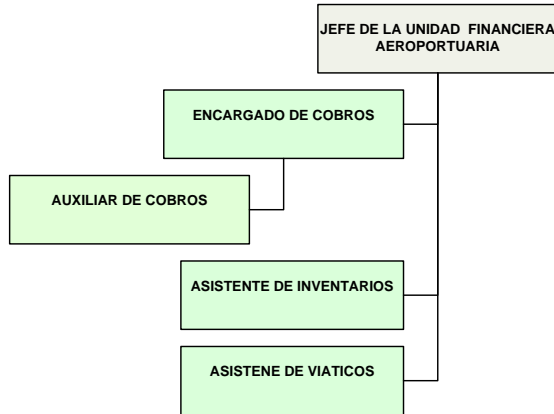 JEFE DE LA UNIDAD FINANCIERA
AEROPORTUARIA
ENCARGADO DE COBROS
AUXILIAR DE COBROS
ASISTENTE DE INVENTARIOS
ASISTENE DE VIATICOS